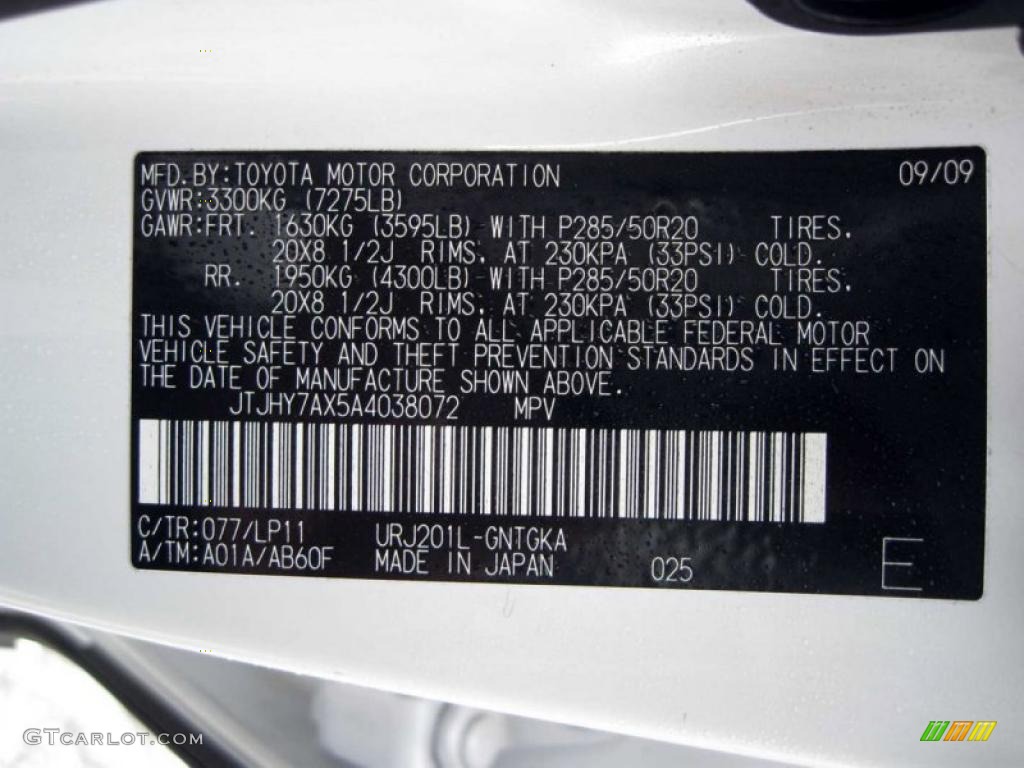 MFD.BY:TOYOTA MOTOR CORPORATION 09/09
GVWR:3300KG (7275LB)
GAWR:FRT. 1630KG (3595LB) WITH P285/50R20 TIRES.
20X8 1/2J RIMS. AT 230KPA (33PSI) COLD.
RR. 1950KG (4300LB) WITH P285/50R20 TIRES.
20X8 1/2J RIMS. AT 230KPA (33PSI) COLD.
THIS VEHICLE CONFORMS TO ALL APPLICABLE FEDERAL MOTOR
VEHICLE SAFETY AND THEFT PREVENTION STANDARDS IN EFFECT ON
THE DATE OF MANUFACTURE SHOWN ABOVE.
JTJHY7AX5A4038072 MPV
C/TR:077/LP11 URJ201L-GNTGKA
A/TM:A01A/AB60F MADE IN JAPAN 025 E
GTCARLOT.COM